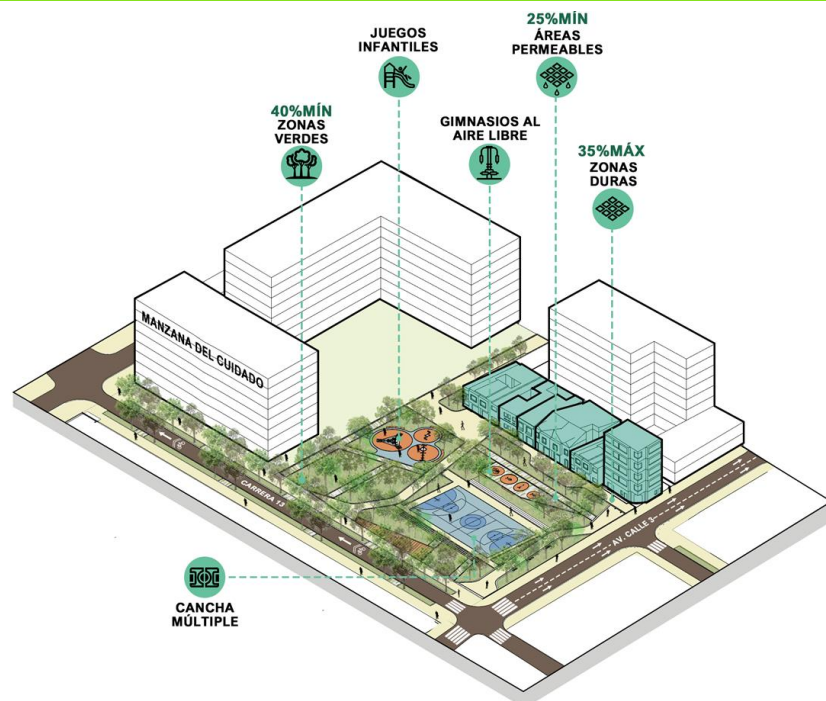 JUEGOS
INFANTILES
25%MÍN
ÁREAS
PERMEABLES
40%MÍN
ZONAS
VERDES
GIMNASIOS AL
AIRE LIBRE
35%MÁX
ZONAS
DURAS
MANZANA DEL CUIDADO
CARRERA 13
AV. CALLE 3
CANCHA
MÚLTIPLE